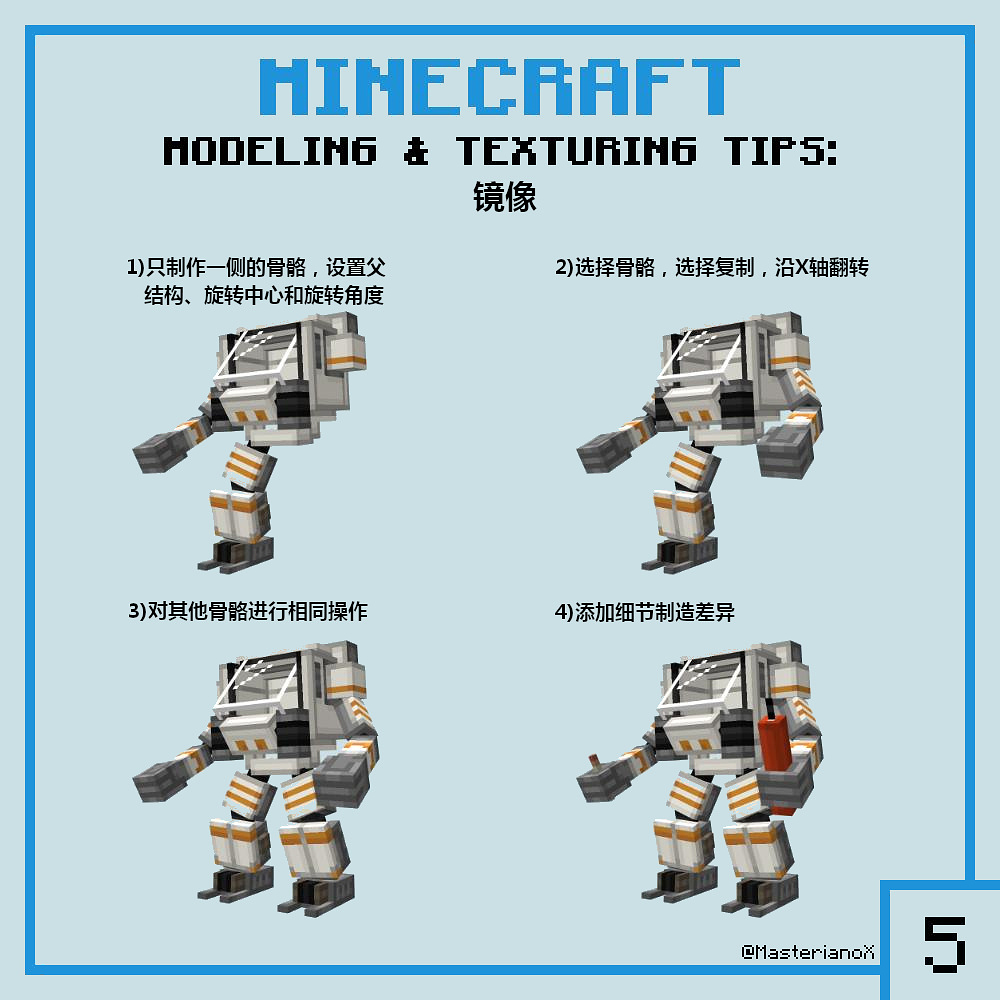 MINECRAFT
MODELING & TEXTURING TIPS:
镜像
1)只制作一侧的骨骼，设置父
结构、旋转中心和旋转角度
2)选择骨骼，选择复制，沿X轴翻转
3)对其他骨骼进行相同操作
4)添加细节制造差异
@MasterianoX
5